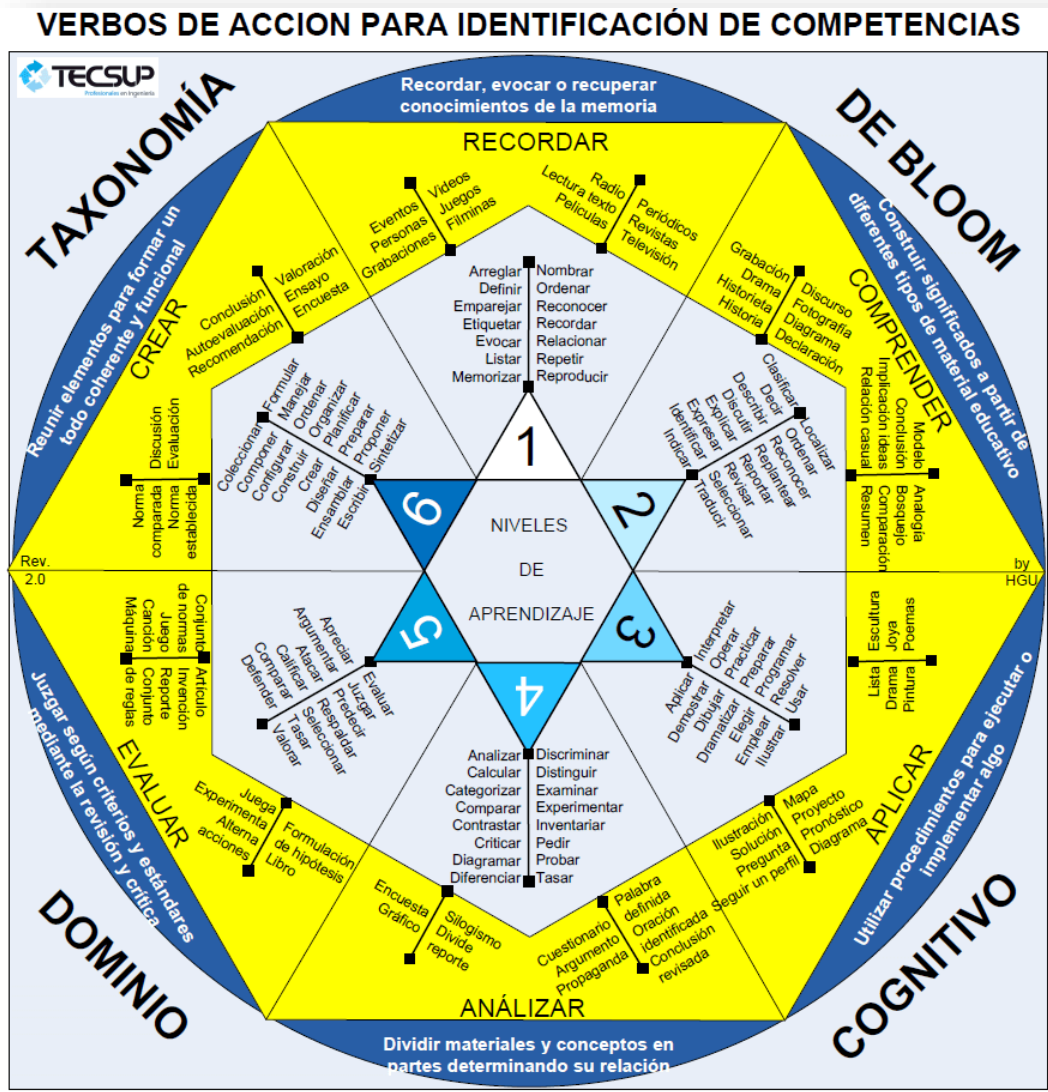 VERBOS DE ACCION PARA IDENTIFICACIÓN DE COMPETENCIAS
TECSUP
Profesionales en Ingeniería
TAXONOMÍA
DE BLOOM
DOMINIO
COGNITIVO
Recordar, evocar o recuperar
conocimientos de la memoria
RECORDAR
Eventos
Personas
Grabaciones
Videos
Juegos
Filminas
Radio
Lectura texto
Películas
Periódicos
Revistas
Televisión
Arreglar
Definir
Emparejar
Etiquetar
Evocar
Listar
Memorizar
Nombrar
Ordenar
Reconocer
Recordar
Relacionar
Repetir
Reproducir
1
Construir significados a partir de
diferentes tipos de material educativo
COMPRENDER
Grabación
Drama
Historieta
Historia
Discurso
Fotografía
Diagrama
Declaración
Modelo
Conclusión
Implicación ideas
Relación casual
Analogía
Bosquejo
Comparación
Resumen
Clasificar
Decir
Describir
Discutir
Explicar
Expresar
Identificar
Indicar
Localizar
Ordenar
Reconocer
Replantear
Reportar
Revisar
Seleccionar
Traducir
2
by
HGU
Utilizar procedimientos para ejecutar o
implementar algo
APLICAR
Escultura
Joya
Poemas
Lista
Drama
Pintura
Ilustración
Solución
Pregunta
Seguir un perfil
Mapa
Proyecto
Pronóstico
Diagrama
Aplicar
Demostrar
Dibujar
Dramatizar
Elegir
Emplear
Ilustrar
Interpretar
Operar
Practicar
Preparar
Programar
Resolver
Usar
3
Dividir materiales y conceptos en
partes determinando su relación
ANÁLIZAR
Palabra
definida
Oración
identificada
Conclusión
revisada
Cuestionario
Argumento
Propaganda
Encuesta
Gráfico
Silogismo
Divide
reporte
Analizar
Calcular
Categorizar
Comparar
Contrastar
Criticar
Diagramar
Diferenciar
Discriminar
Distinguir
Examinar
Experimentar
Inventariar
Pedir
Probar
Tasar
4
Juzgar según criterios y estándares
mediante la revisión y crítica
EVALUAR
Juega
Experimenta
Alterna
acciones
Formulación
de hipótesis
Libro
Conjunto
de normas
Juego
Canción
Máquina
Artículo
Invención
Reporte
Conjunto
de reglas
Apreciar
Argumentar
Atacar
Calificar
Comparar
Defender
Evaluar
Juzgar
Predecir
Respaldar
Seleccionar
Tasar
Valorar
5
Rev.
2.0
Reunir elementos para formar un
todo coherente y funcional
CREAR
Discusión
Evaluación
Norma
comparada
Norma
establecida
Conclusión
Autoevaluación
Recomendación
Valoración
Ensayo
Encuesta
Coleccionar
Componer
Configurar
Construir
Crear
Diseñar
Ensamblar
Escribir
Formular
Manejar
Ordenar
Organizar
Planificar
Preparar
Proponer
Sintetizar
6
NIVELES
DE
APRENDIZAJE